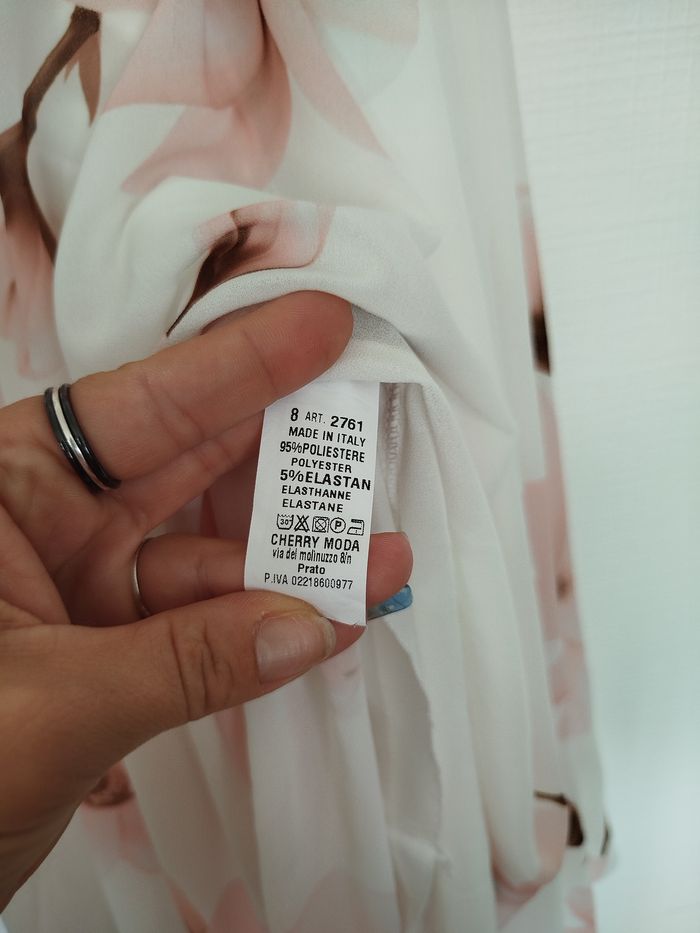 8 ART. 2761
MADE IN ITALY
95%POLIESTERE
POLYESTER
5%ELASTAN
ELASTHANNE
ELASTANE
30° P
CHERRY MODA
via del molinuzzo 8/n
Prato
P.IVA 02218600977